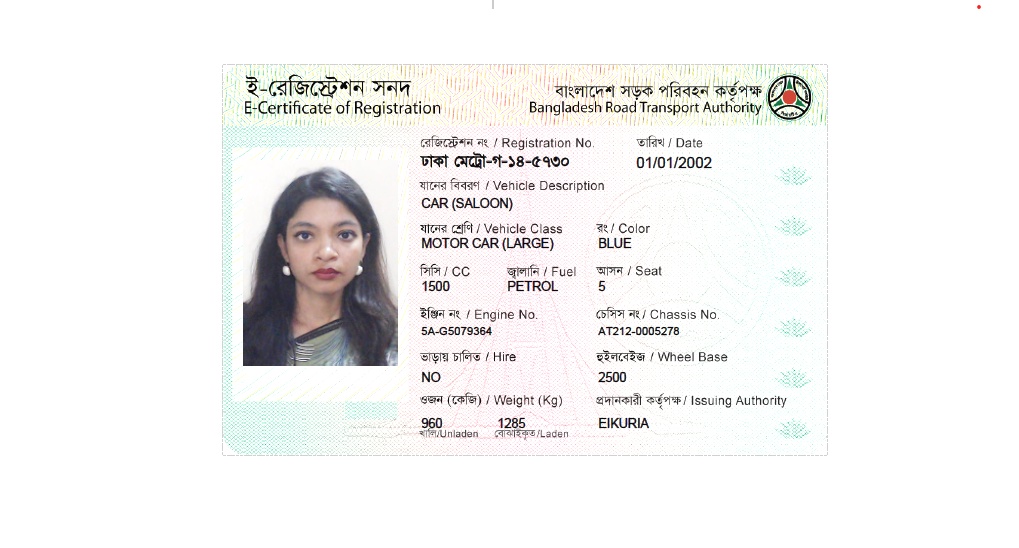 ই-রেজিস্ট্রেশন সনদ
E-Certificate of Registration
বাংলাদেশ সড়ক পরিবহন কর্তৃপক্ষ
Bangladesh Road Transport Authority
রেজিস্ট্রেশন নং / Registration No. তারিখ / Date
ঢাকা মেট্রো-গ-১৪-৫৭৩০ 01/01/2002
যানের বিবরণ / Vehicle Description
CAR (SALOON)
যানের শ্রেণি / Vehicle Class রং / Color
MOTOR CAR (LARGE) BLUE
সিসি / CC জ্বালানি / Fuel আসন / Seat
1500 PETROL 5
ইঞ্জিন নং / Engine No. চেসিস নং / Chassis No.
5A-G5079364 AT212-0005278
ভাড়ায় চালিত / Hire হুইলবেইজ / Wheel Base
NO 2500
ওজন (কেজি) / Weight (Kg) প্রদানকারী কর্তৃপক্ষ / Issuing Authority
960 1285 EIKURIA
খালি/Unladen বোঝাইকৃত/Laden